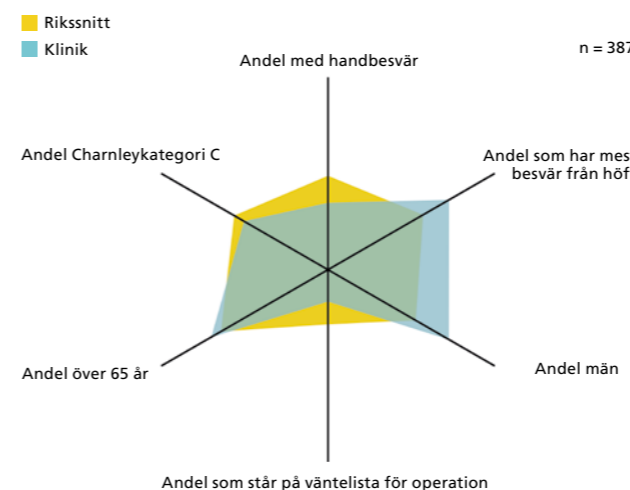 Rikssnitt
Klinik
n = 387
Andel med handbesvär
Andel Charnleykategori C
Andel som har mes
besvär från höf
Andel över 65 år
Andel män
Andel som står på väntelista för operation